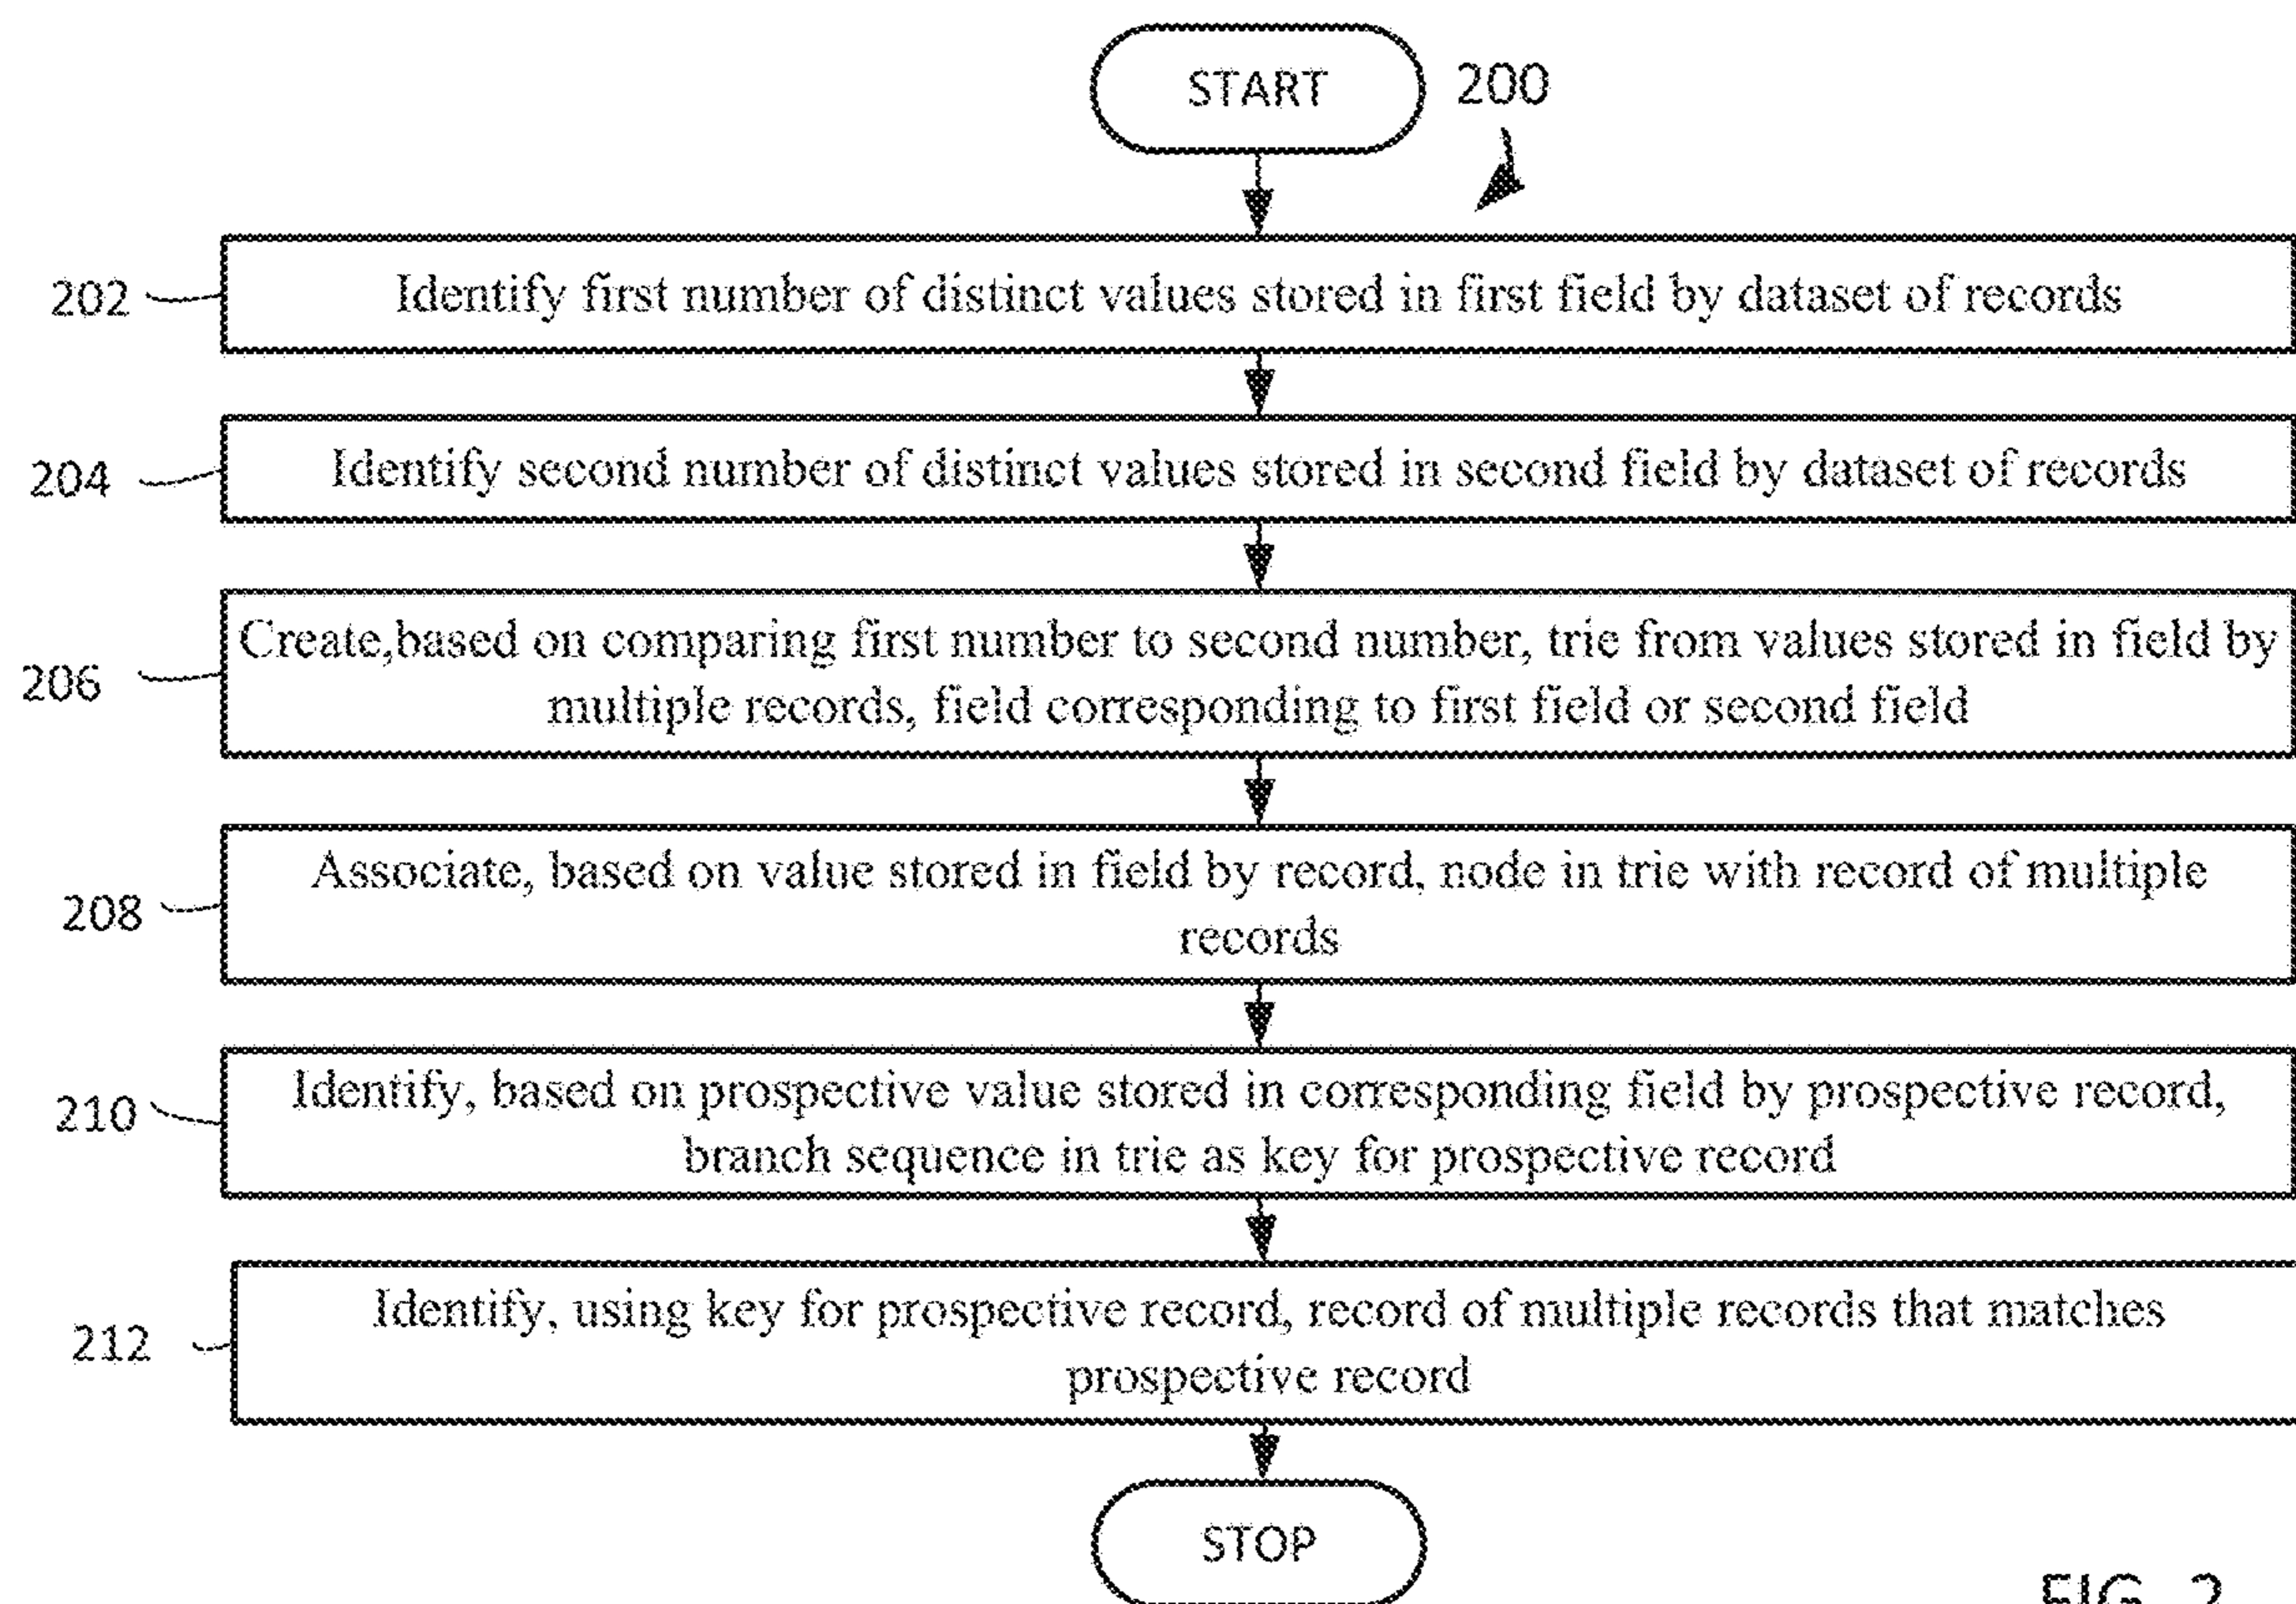 START
200
202
Identify first number of distinct values stored in first field by dataset of records
204
Identify second number of distinct values stored in second field by dataset of records
206
Create,based on comparing first number to second number, trie from values stored in field by
multiple records, field corresponding to first field or second field
208
Associate, based on value stored in field by record, node in trie with record of multiple
records
210
Identify, based on prospective value stored in corresponding field by prospective record,
branch sequence in trie as key for prospective record
212
Identify, using key for prospective record, record of multiple records that matches
prospective record
STOP
FIG. 2